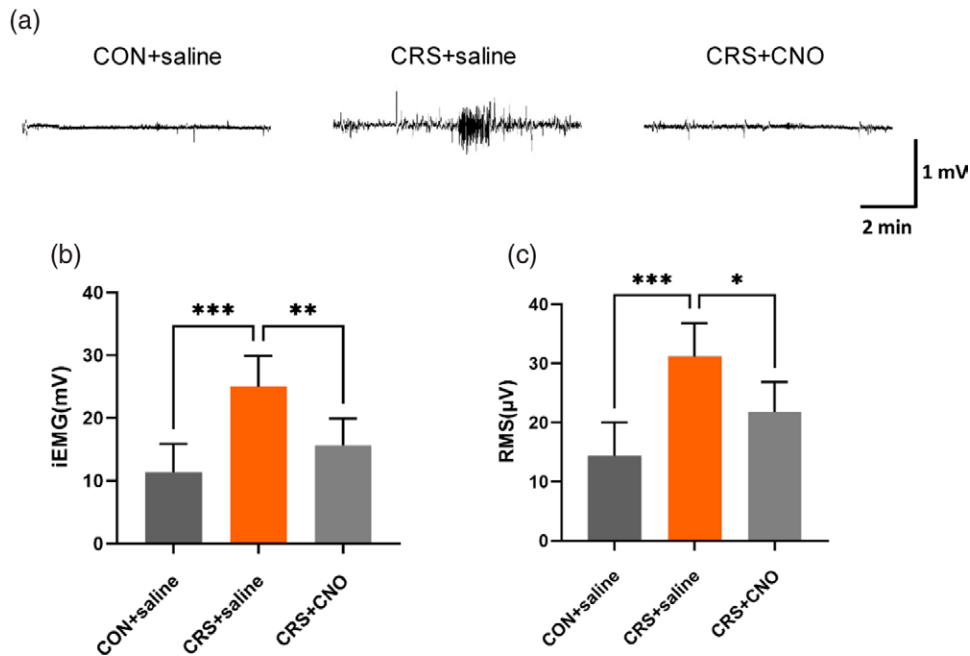 (a)
CON+saline
CRS+saline
CRS+CNO
1 mV
2 min
(b)
40
30
20
10
0
iEMG(mV)
***
**
CON+saline
CRS+saline
CRS+CNO
(c)
40
30
20
10
0
RMS(µV)
***
*
CON+saline
CRS+saline
CRS+CNO